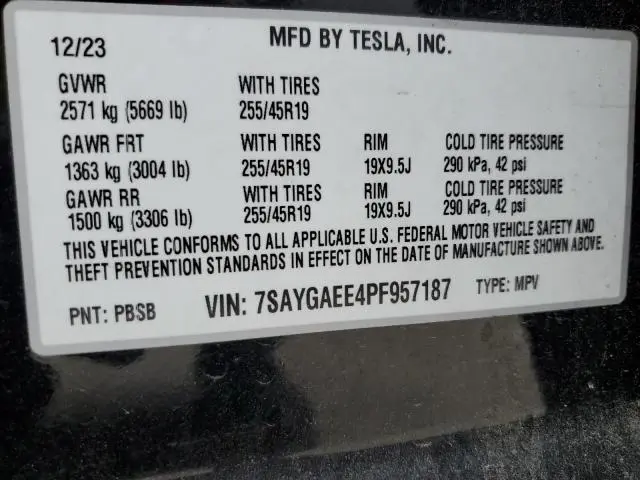 12/23 MFD BY TESLA, INC.
GVWR WITH TIRES
2571 kg (5669 lb) 255/45R19
GAWR FRT WITH TIRES RIM COLD TIRE PRESSURE
1363 kg (3004 lb) 255/45R19 19X9.5J 290 kPa, 42 psi
GAWR RR WITH TIRES RIM COLD TIRE PRESSURE
1500 kg (3306 lb) 255/45R19 19X9.5J 290 kPa, 42 psi
THIS VEHICLE CONFORMS TO ALL APPLICABLE U.S. FEDERAL MOTOR VEHICLE SAFETY AND
THEFT PREVENTION STANDARDS IN EFFECT ON THE DATE OF MANUFACTURE SHOWN ABOVE.
PNT: PBSB VIN: 7SAYGAEE4PF957187 TYPE: MPV